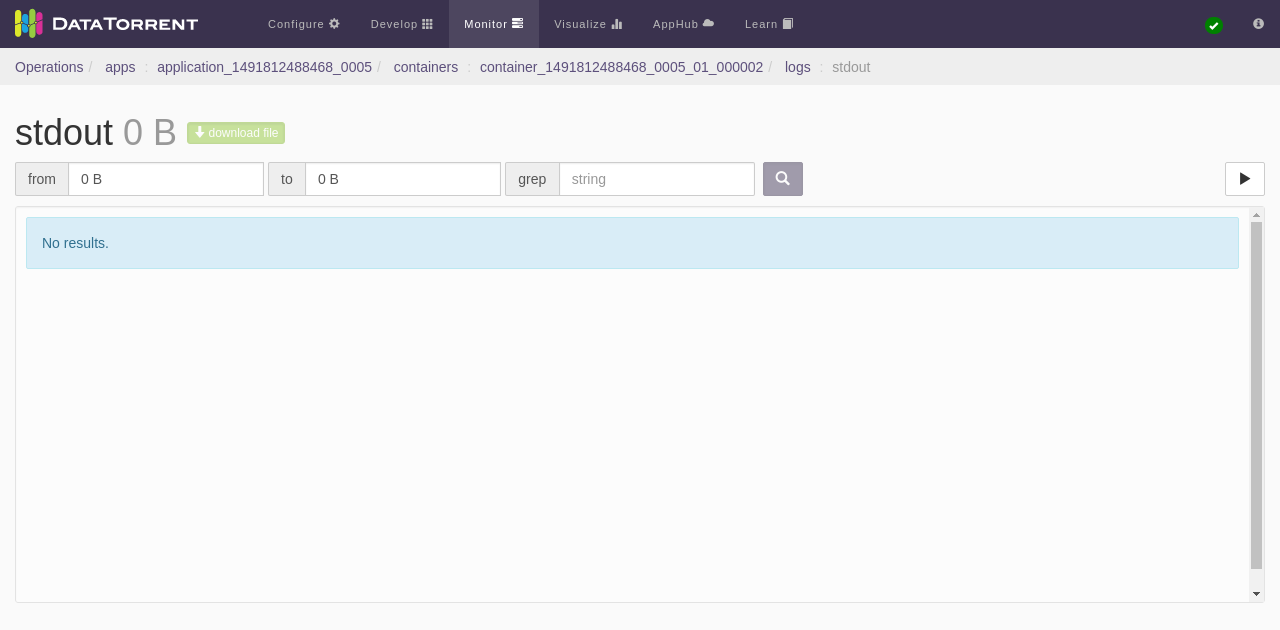 DATATORRENT Configure Develop Monitor Visualize AppHub Learn
Operations / apps : application_1491812488468_0005 / containers : container_1491812488468_0005_01_000002 / logs : stdout
stdout 0 B download file
from 0 B to 0 B grep string
No results.